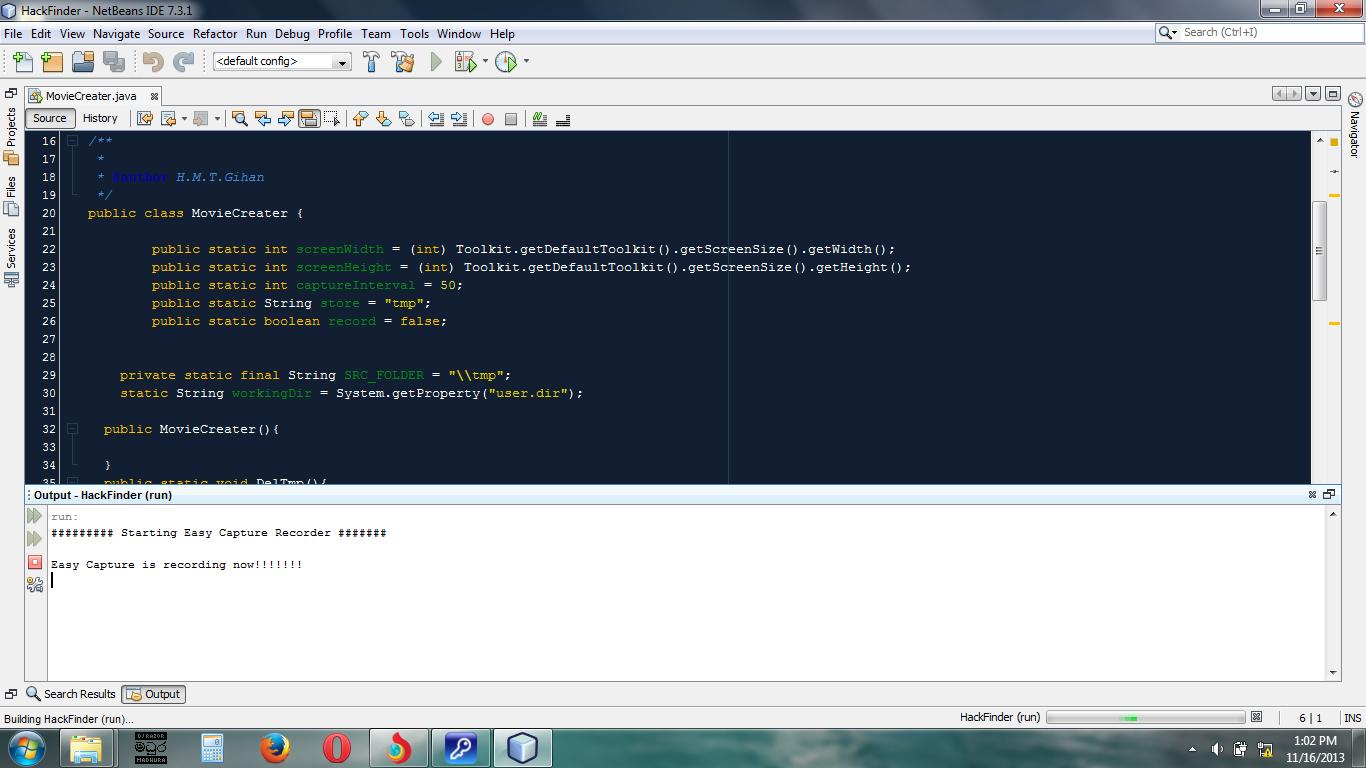 HackFinder - NetBeans IDE 7.3.1
File Edit View Navigate Source Refactor Run Debug Profile Team Tools Window Help
Search (Ctrl+I)
<default config>
MovieCreater.java
Source History
Projects
Files
Services
Navigator
16 /**
17 *
18 * @author H.M.T.Gihan
19 */
20 public class MovieCreater {
21
22 public static int screenWidth = (int) Toolkit.getDefaultToolkit().getScreenSize().getWidth();
23 public static int screenHeight = (int) Toolkit.getDefaultToolkit().getScreenSize().getHeight();
24 public static int captureInterval = 50;
25 public static String store = "tmp";
26 public static boolean record = false;
27
28
29 private static final String SRC_FOLDER = "\\tmp";
30 static String workingDir = System.getProperty("user.dir");
31
32 public MovieCreater(){
33
34 }
35 public static void DelTmp(){
Output - HackFinder (run)
run:
######### Starting Easy Capture Recorder #######
Easy Capture is recording now!!!!!!!
Search Results Output
Building HackFinder (run)...
HackFinder (run)
6 | 1 INS
DJ RAZOR
MADHURA
1:02 PM
11/16/2013